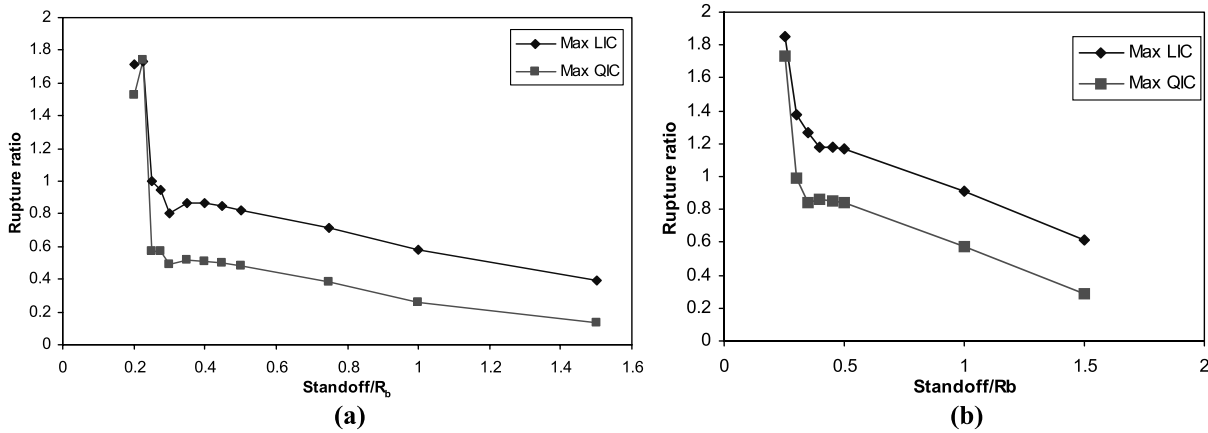 2
1.8
1.6
1.4
1.2
1
0.8
0.6
0.4
0.2
0
Rupture ratio
Max LIC
Max QIC
0 0.2 0.4 0.6 0.8 1 1.2 1.4 1.6
Standoff/R_b
(a)
2
1.8
1.6
1.4
1.2
1
0.8
0.6
0.4
0.2
0
Rupture ratio
Max LIC
Max QIC
0 0.5 1 1.5 2
Standoff/Rb
(b)